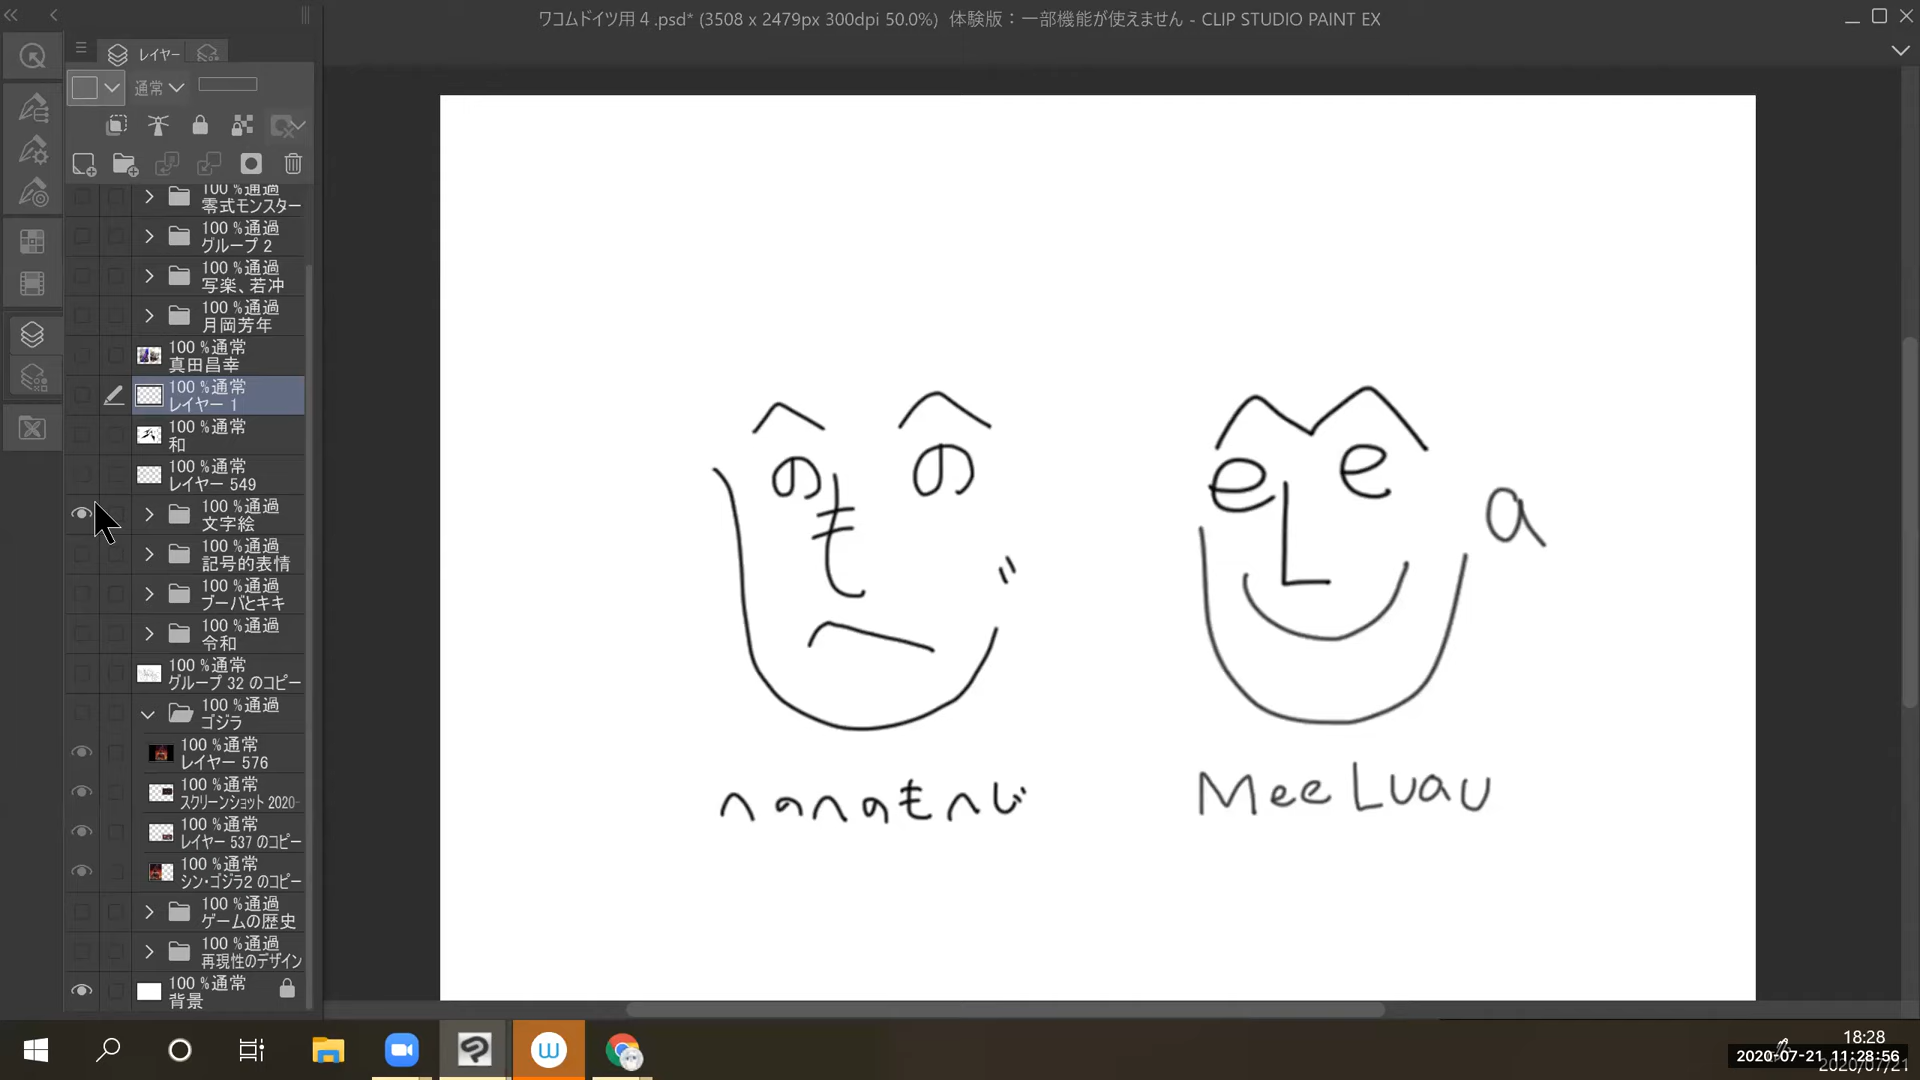 ワコムドイツ用４.psd* (3508 x 2479px 300dpi 50.0%)  体験版：一部機能が使えません - CLIP STUDIO PAINT EX
レイヤー
通常
100 %通過
零式モンスター
100 %通過
グループ 2
100 %通過
写楽、若冲
100 %通過
月岡芳年
100 %通常
真田昌幸
100 %通常
レイヤー 1
100 %通常
和
100 %通常
レイヤー 549
100 %通過
文字絵
100 %通過
記号的表情
100 %通過
ブーバとキキ
100 %通過
令和
100 %通常
グループ 32 のコピー
100 %通過
ゴジラ
100 %通常
レイヤー 576
100 %通常
スクリーンショット 2020-
100 %通常
レイヤー 537 のコピー
100 %通常
シン・ゴジラ2 のコピー
100 %通過
ゲームの歴史
100 %通過
再現性のデザイン
100 %通常
背景
へ へ
の の
も
へ
じ
M
e e
L
u
a
U
へのへのもへじ
MeeLuaU
18:28
2020-07-21 11:28:56
2020/07/21